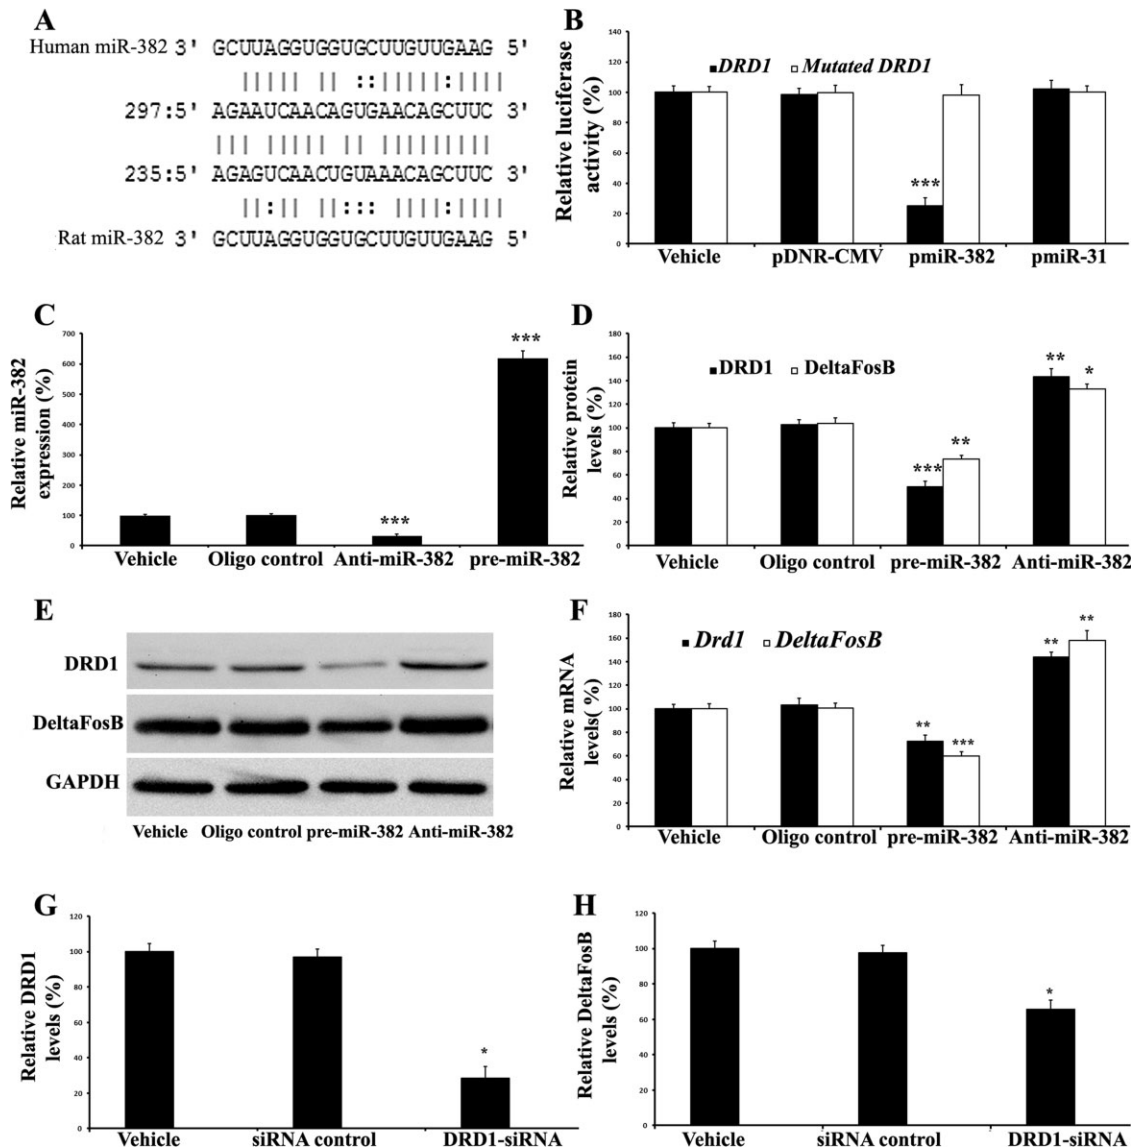 A
Human miR-382 3' GCUUAGGUGGUGCUUGUUGAAG 5'
297:5' AGAAUCAACAGUGAACAGCUUC 3'
235:5' AGAGUCAACUGUAAACAGCUUC 3'
Rat miR-382 3' GCUUAGGUGGUGCUUGUUGAAG 5'
B
Relative luciferase
activity (%)
DRD1 Mutated DRD1
140
120
100
80
60
40
20
0
***
Vehicle pDNR-CMV pmiR-382 pmiR-31
C
Relative miR-382
expression (%)
700
600
500
400
300
200
100
0
*** ***
Vehicle Oligo control Anti-miR-382 pre-miR-382
D
Relative protein
levels (%)
DRD1 DeltaFosB
180
160
140
120
100
80
60
40
20
0
*** ** ** *
Vehicle Oligo control pre-miR-382 Anti-miR-382
E
DRD1
DeltaFosB
GAPDH
Vehicle Oligo control pre-miR-382 Anti-miR-382
F
Relative mRNA
levels( %)
Drd1 DeltaFosB
180
160
140
120
100
80
60
40
20
0
** *** ** **
Vehicle Oligo control pre-miR-382 Anti-miR-382
G
Relative DRD1
levels (%)
120
100
80
60
40
20
0
*
Vehicle siRNA control DRD1-siRNA
H
Relative DeltaFosB
levels (%)
120
100
80
60
40
20
0
*
Vehicle siRNA control DRD1-siRNA